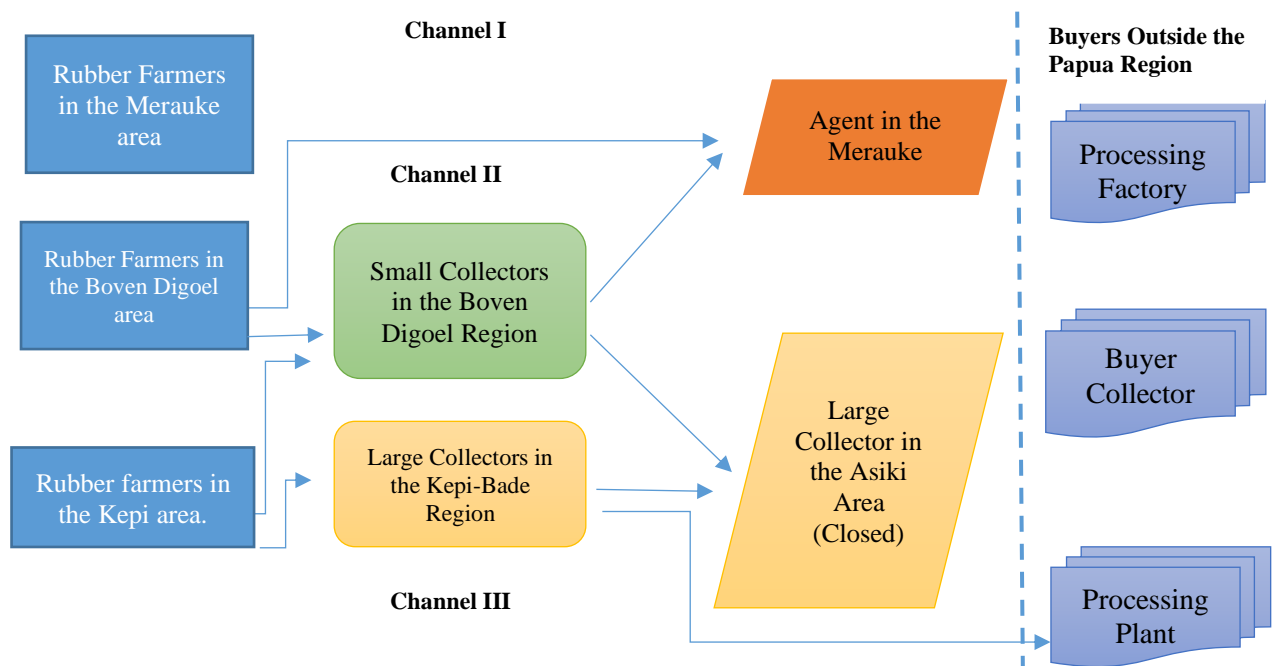 Channel I
Buyers Outside the
Papua Region
Rubber Farmers
in the Merauke
area
Agent in the
Merauke
Processing
Factory
Channel II
Rubber Farmers in
the Boven Digoel
area
Small Collectors
in the Boven
Digoel Region
Buyer
Collector
Large
Collector in
the Asiki
Area
(Closed)
Rubber farmers in
the Kepi area.
Large Collectors in
the Kepi-Bade
Region
Channel III
Processing
Plant